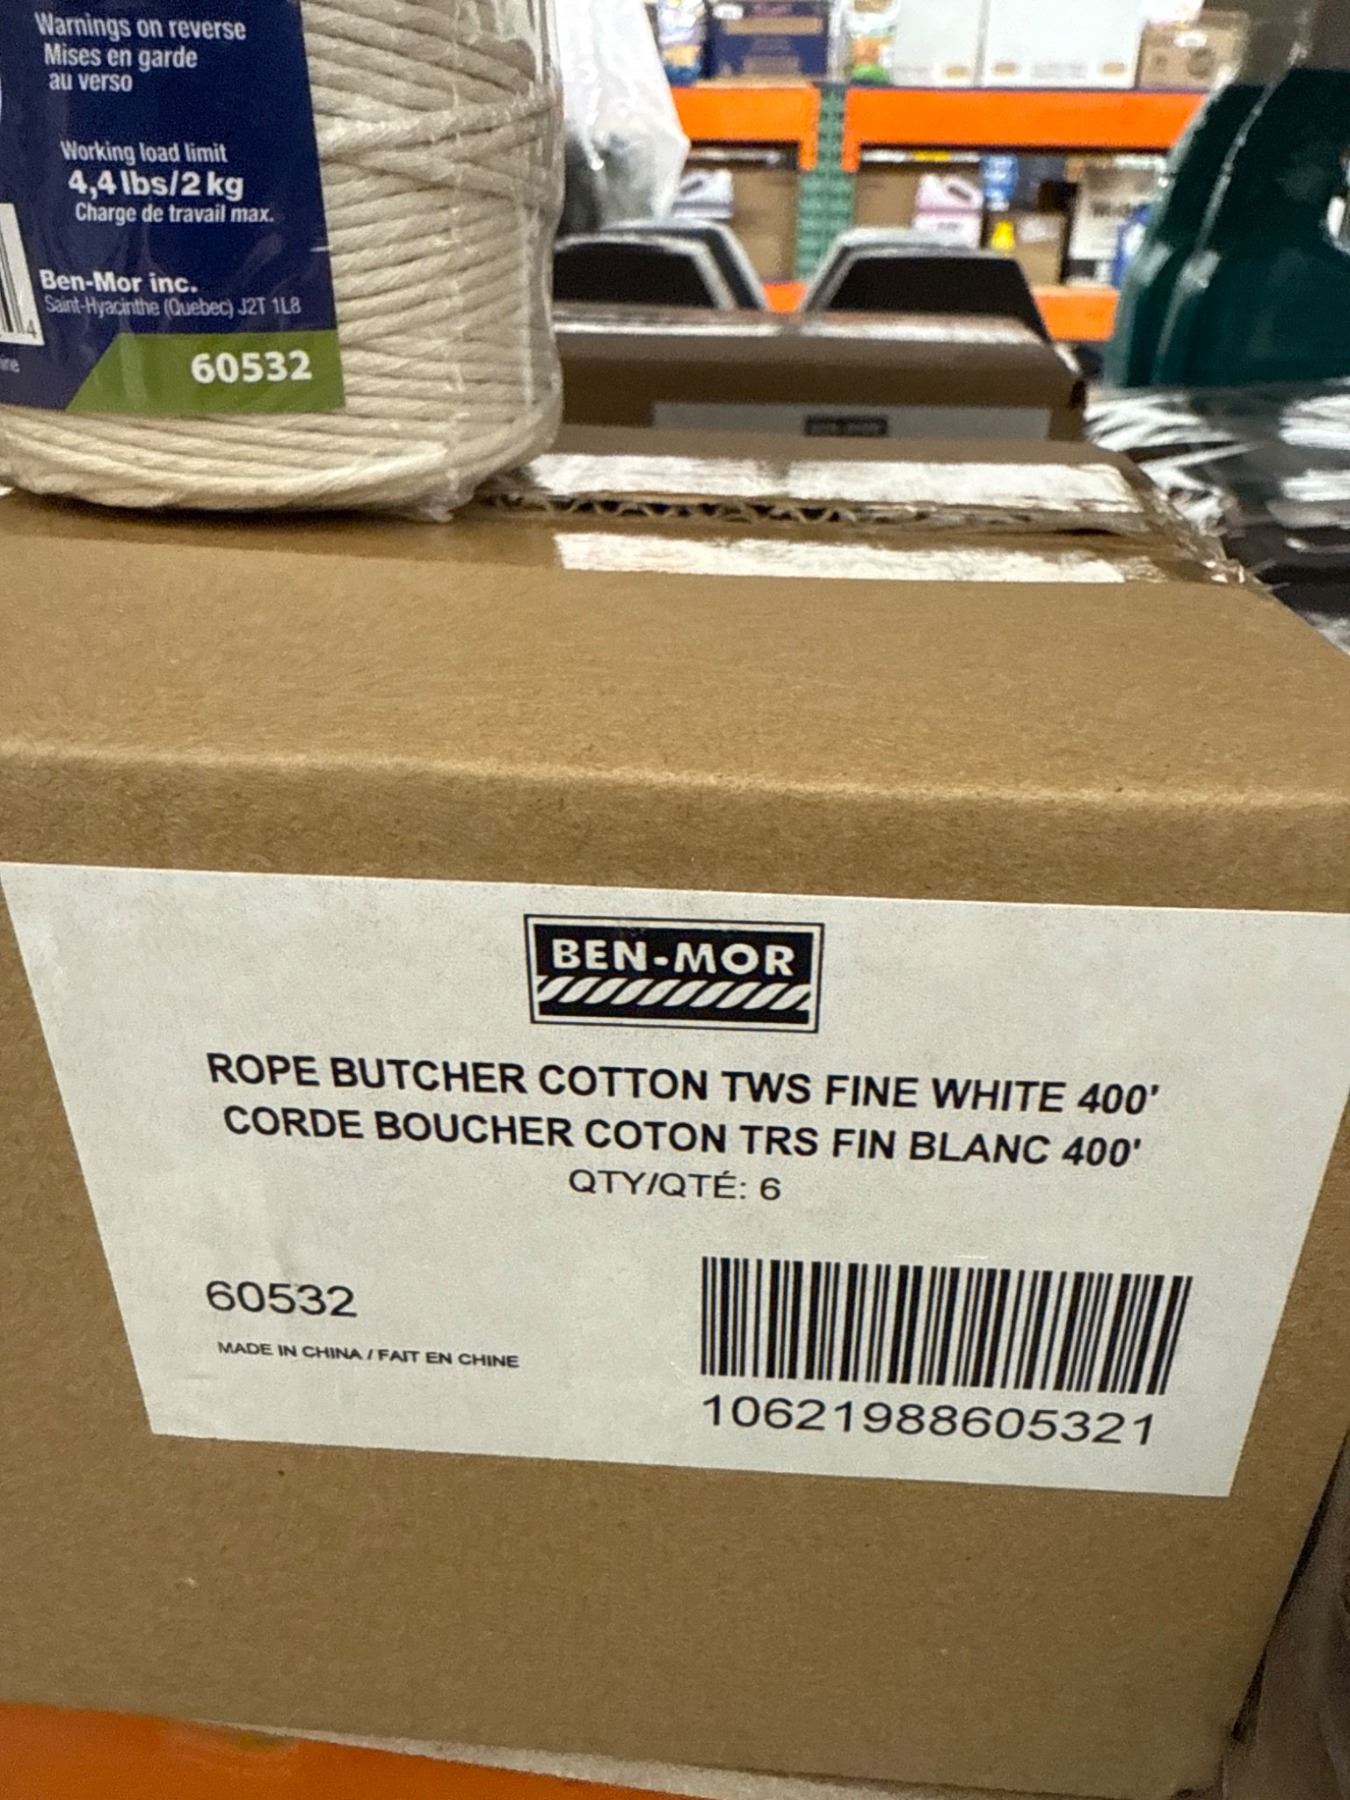 Warnings on reverse
Mises en garde
au verso
Working load limit
4,4 lbs/2 kg
Charge de travail max.
Ben-Mor inc.
Saint-Hyacinthe (Quebec) J2T 1L8
4
60532
BEN-MOR
ROPE BUTCHER COTTON TWS FINE WHITE 400'
CORDE BOUCHER COTON TRS FIN BLANC 400'
QTY/QTÉ: 6
60532
MADE IN CHINA / FAIT EN CHINE
10621988605321